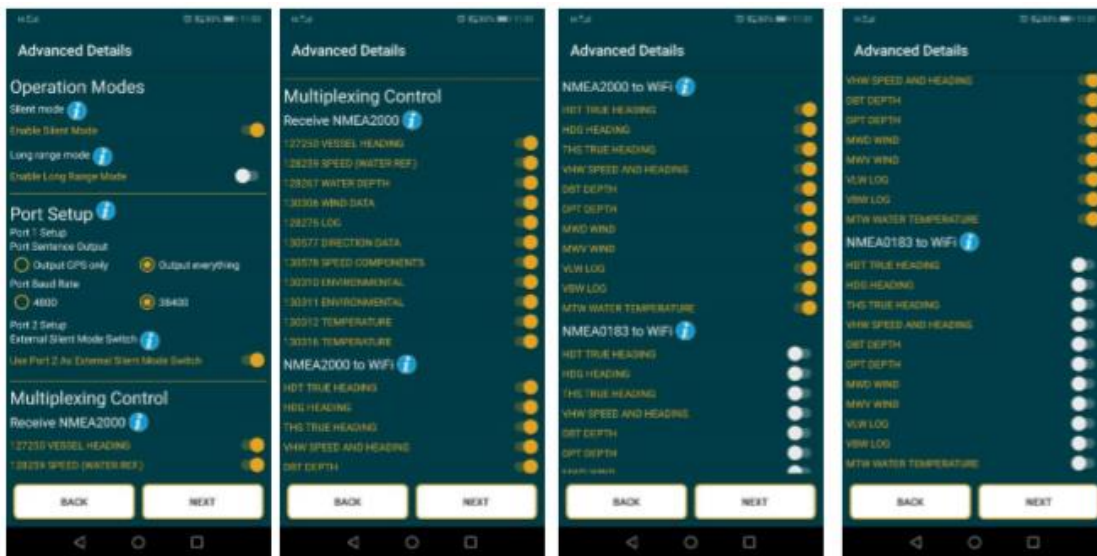 Advanced Details
Operation Modes
Silent mode
Enable Silent Mode
Long range mode
Enable Long Range Mode
Port Setup
Port 1 Setup
Port Sentence Output
Output GPS only Output everything
Port Baud Rate
4800 38400
Port 2 Setup
External Silent Mode Switch
Use Port 2 As External Silent Mode Switch
Multiplexing Control
Receive NMEA2000
127250 VESSEL HEADING
128259 SPEED (WATER REF.)
BACK NEXT
Advanced Details
Multiplexing Control
Receive NMEA2000
127250 VESSEL HEADING
128259 SPEED (WATER REF.)
128267 WATER DEPTH
130306 WIND DATA
128275 LOG
130577 DIRECTION DATA
130578 SPEED COMPONENTS
130310 ENVIRONMENTAL
130311 ENVIRONMENTAL
130312 TEMPERATURE
130316 TEMPERATURE
NMEA2000 to WiFi
HDT TRUE HEADING
HDG HEADING
THS TRUE HEADING
VHW SPEED AND HEADING
DBT DEPTH
BACK NEXT
Advanced Details
NMEA2000 to WiFi
HDT TRUE HEADING
HDG HEADING
THS TRUE HEADING
VHW SPEED AND HEADING
DBT DEPTH
DPT DEPTH
MWD WIND
MWV WIND
VLW LOG
VBW LOG
MTW WATER TEMPERATURE
NMEA0183 to WiFi
HDT TRUE HEADING
HDG HEADING
THS TRUE HEADING
VHW SPEED AND HEADING
DBT DEPTH
DPT DEPTH
MWD WIND
BACK NEXT
Advanced Details
VHW SPEED AND HEADING
DBT DEPTH
DPT DEPTH
MWD WIND
MWV WIND
VLW LOG
VBW LOG
MTW WATER TEMPERATURE
NMEA0183 to WiFi
HDT TRUE HEADING
HDG HEADING
THS TRUE HEADING
VHW SPEED AND HEADING
DBT DEPTH
DPT DEPTH
MWD WIND
MWV WIND
VLW LOG
VBW LOG
MTW WATER TEMPERATURE
BACK NEXT